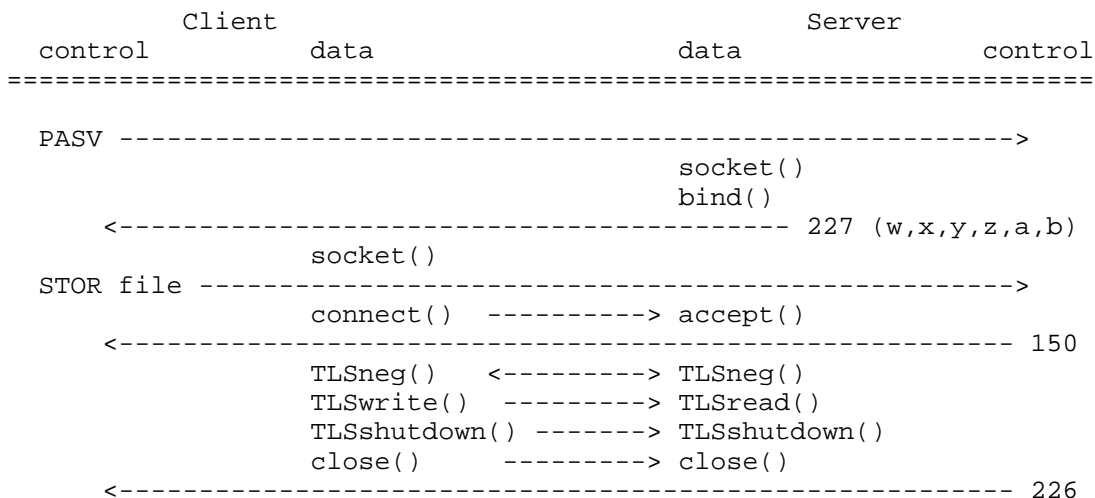 Client                                 Server
  control          data                   data               control
====================================================================

  PASV -------------------------------------------------------->
                                          socket()
                                          bind()
      <------------------------------------------ 227 (w,x,y,z,a,b)
                   socket()
  STOR file --------------------------------------------------->
                   connect()  ----------> accept()
      <-------------------------------------------------------- 150
                   TLSneg()   <---------> TLSneg()
                   TLSwrite()  ---------> TLSread()
                   TLSshutdown() -------> TLSshutdown()
                   close()     ---------> close()
      <-------------------------------------------------------- 226